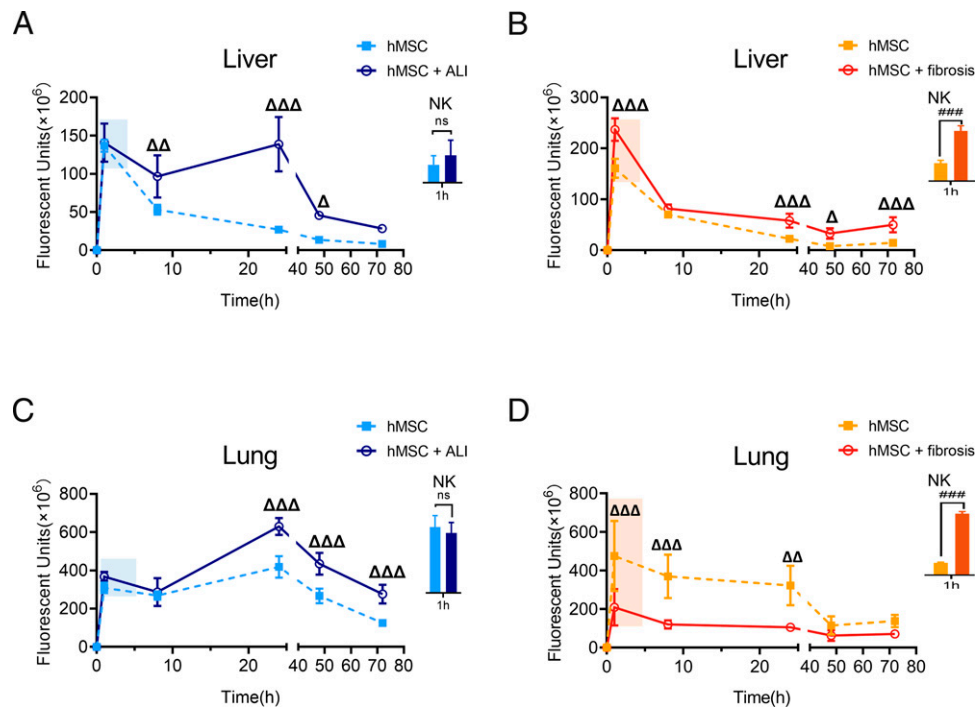 A
Liver
hMSC
hMSC + ALI
Fluorescent Units(×10⁶)
200
150
100
50
0
ΔΔ
ΔΔΔ
Δ
0
10
20
40
50
60
70
80
Time(h)
NK
ns
1h
B
Liver
hMSC
hMSC + fibrosis
Fluorescent Units(×10⁶)
300
200
100
0
ΔΔΔ
ΔΔΔ
Δ
ΔΔΔ
0
10
20
40
50
60
70
80
Time(h)
NK
###
1h
C
Lung
hMSC
hMSC + ALI
Fluorescent Units(×10⁶)
800
600
400
200
0
ΔΔΔ
ΔΔΔ
ΔΔΔ
0
10
20
40
50
60
70
80
Time(h)
NK
ns
1h
D
Lung
hMSC
hMSC + fibrosis
Fluorescent Units(×10⁶)
800
600
400
200
0
ΔΔΔ
ΔΔΔ
ΔΔ
0
10
20
40
50
60
70
80
Time(h)
NK
###
1h